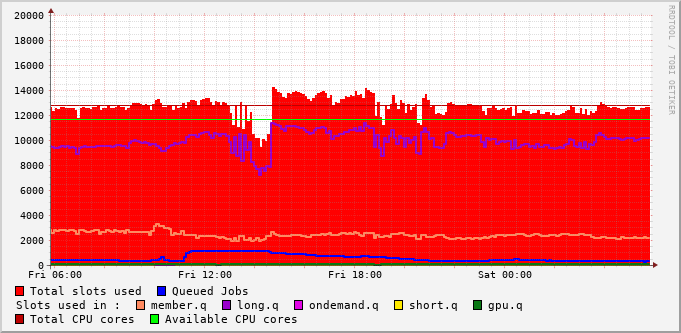 20000
18000
16000
14000
12000
10000
8000
6000
4000
2000
0
Fri 06:00 Fri 12:00 Fri 18:00 Sat 00:00
Total slots used Queued Jobs
Slots used in : member.q long.q ondemand.q short.q gpu.q
Total CPU cores Available CPU cores
RRDTOOL / TOBI OETIKER